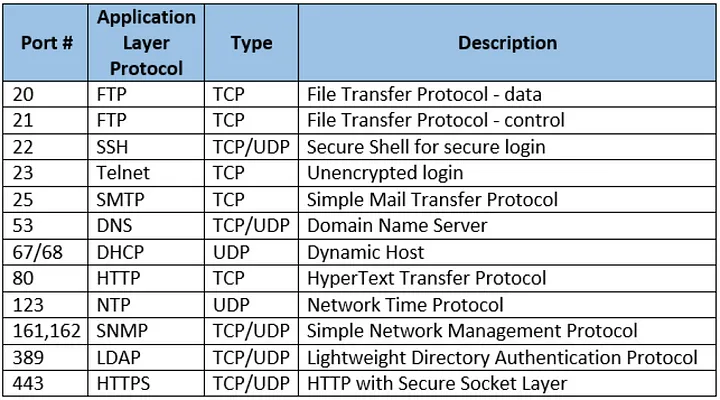 Port # Application Layer Protocol Type Description
20 FTP TCP File Transfer Protocol - data
21 FTP TCP File Transfer Protocol - control
22 SSH TCP/UDP Secure Shell for secure login
23 Telnet TCP Unencrypted login
25 SMTP TCP Simple Mail Transfer Protocol
53 DNS TCP/UDP Domain Name Server
67/68 DHCP UDP Dynamic Host
80 HTTP TCP HyperText Transfer Protocol
123 NTP UDP Network Time Protocol
161,162 SNMP TCP/UDP Simple Network Management Protocol
389 LDAP TCP/UDP Lightweight Directory Authentication Protocol
443 HTTPS TCP/UDP HTTP with Secure Socket Layer